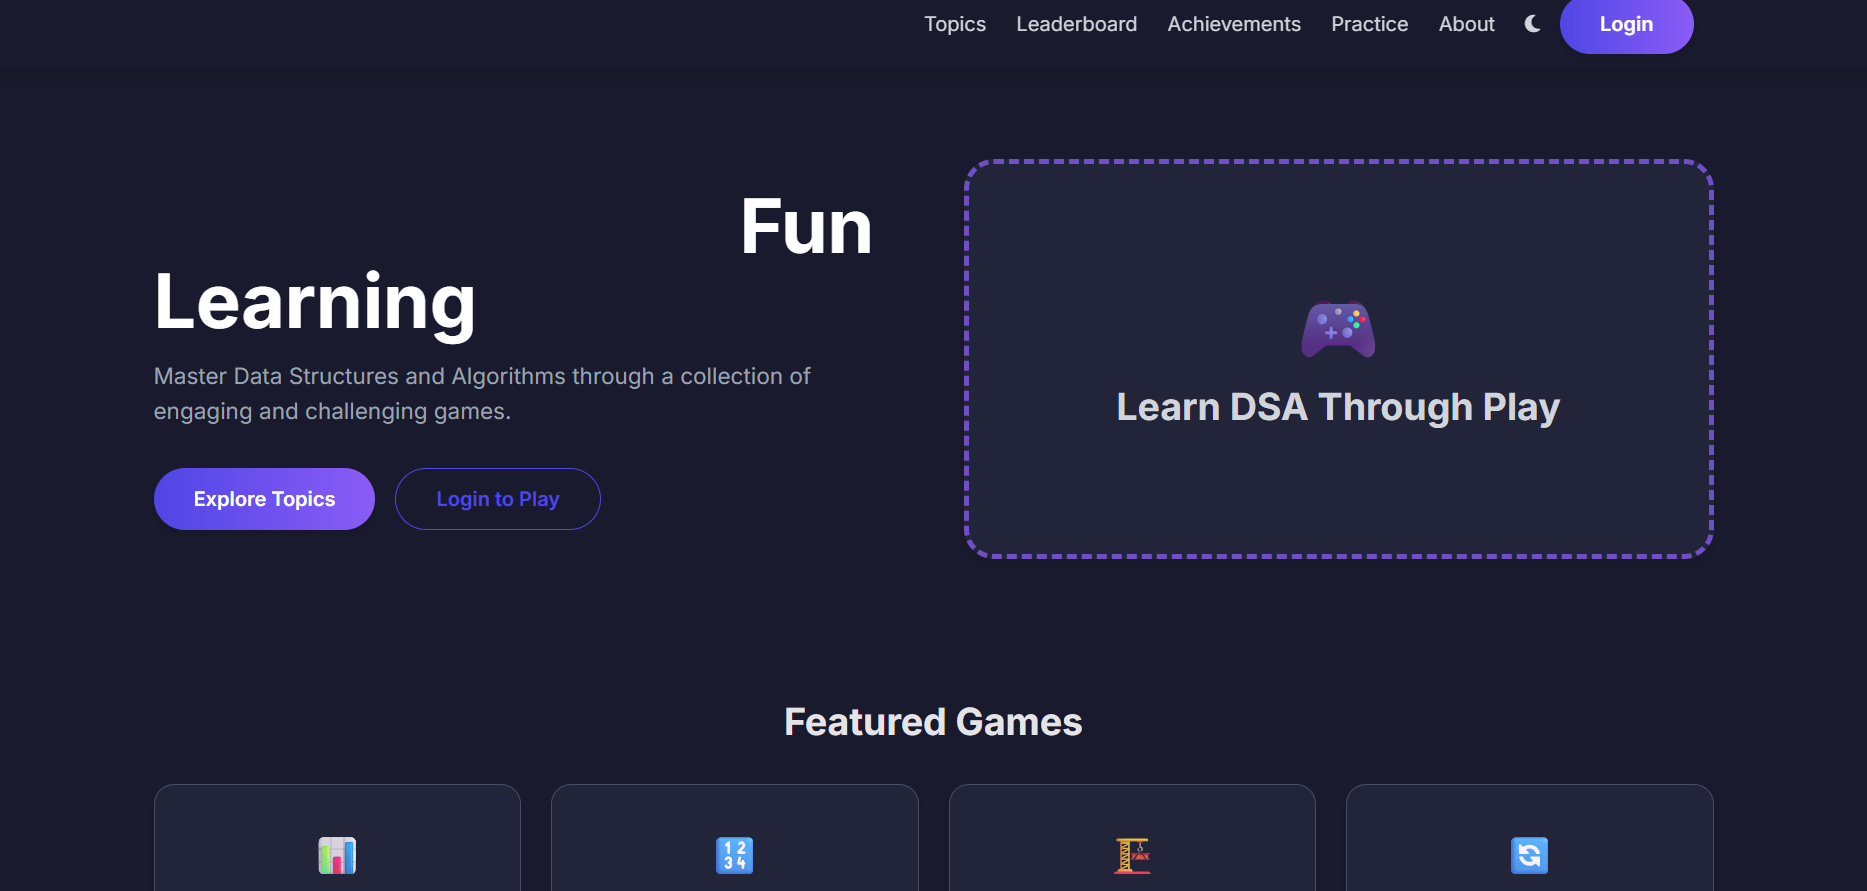 Topics Leaderboard Achievements Practice About Login
Fun
Learning
Master Data Structures and Algorithms through a collection of
engaging and challenging games.
Explore Topics Login to Play
Learn DSA Through Play
Featured Games
1 2
3 4